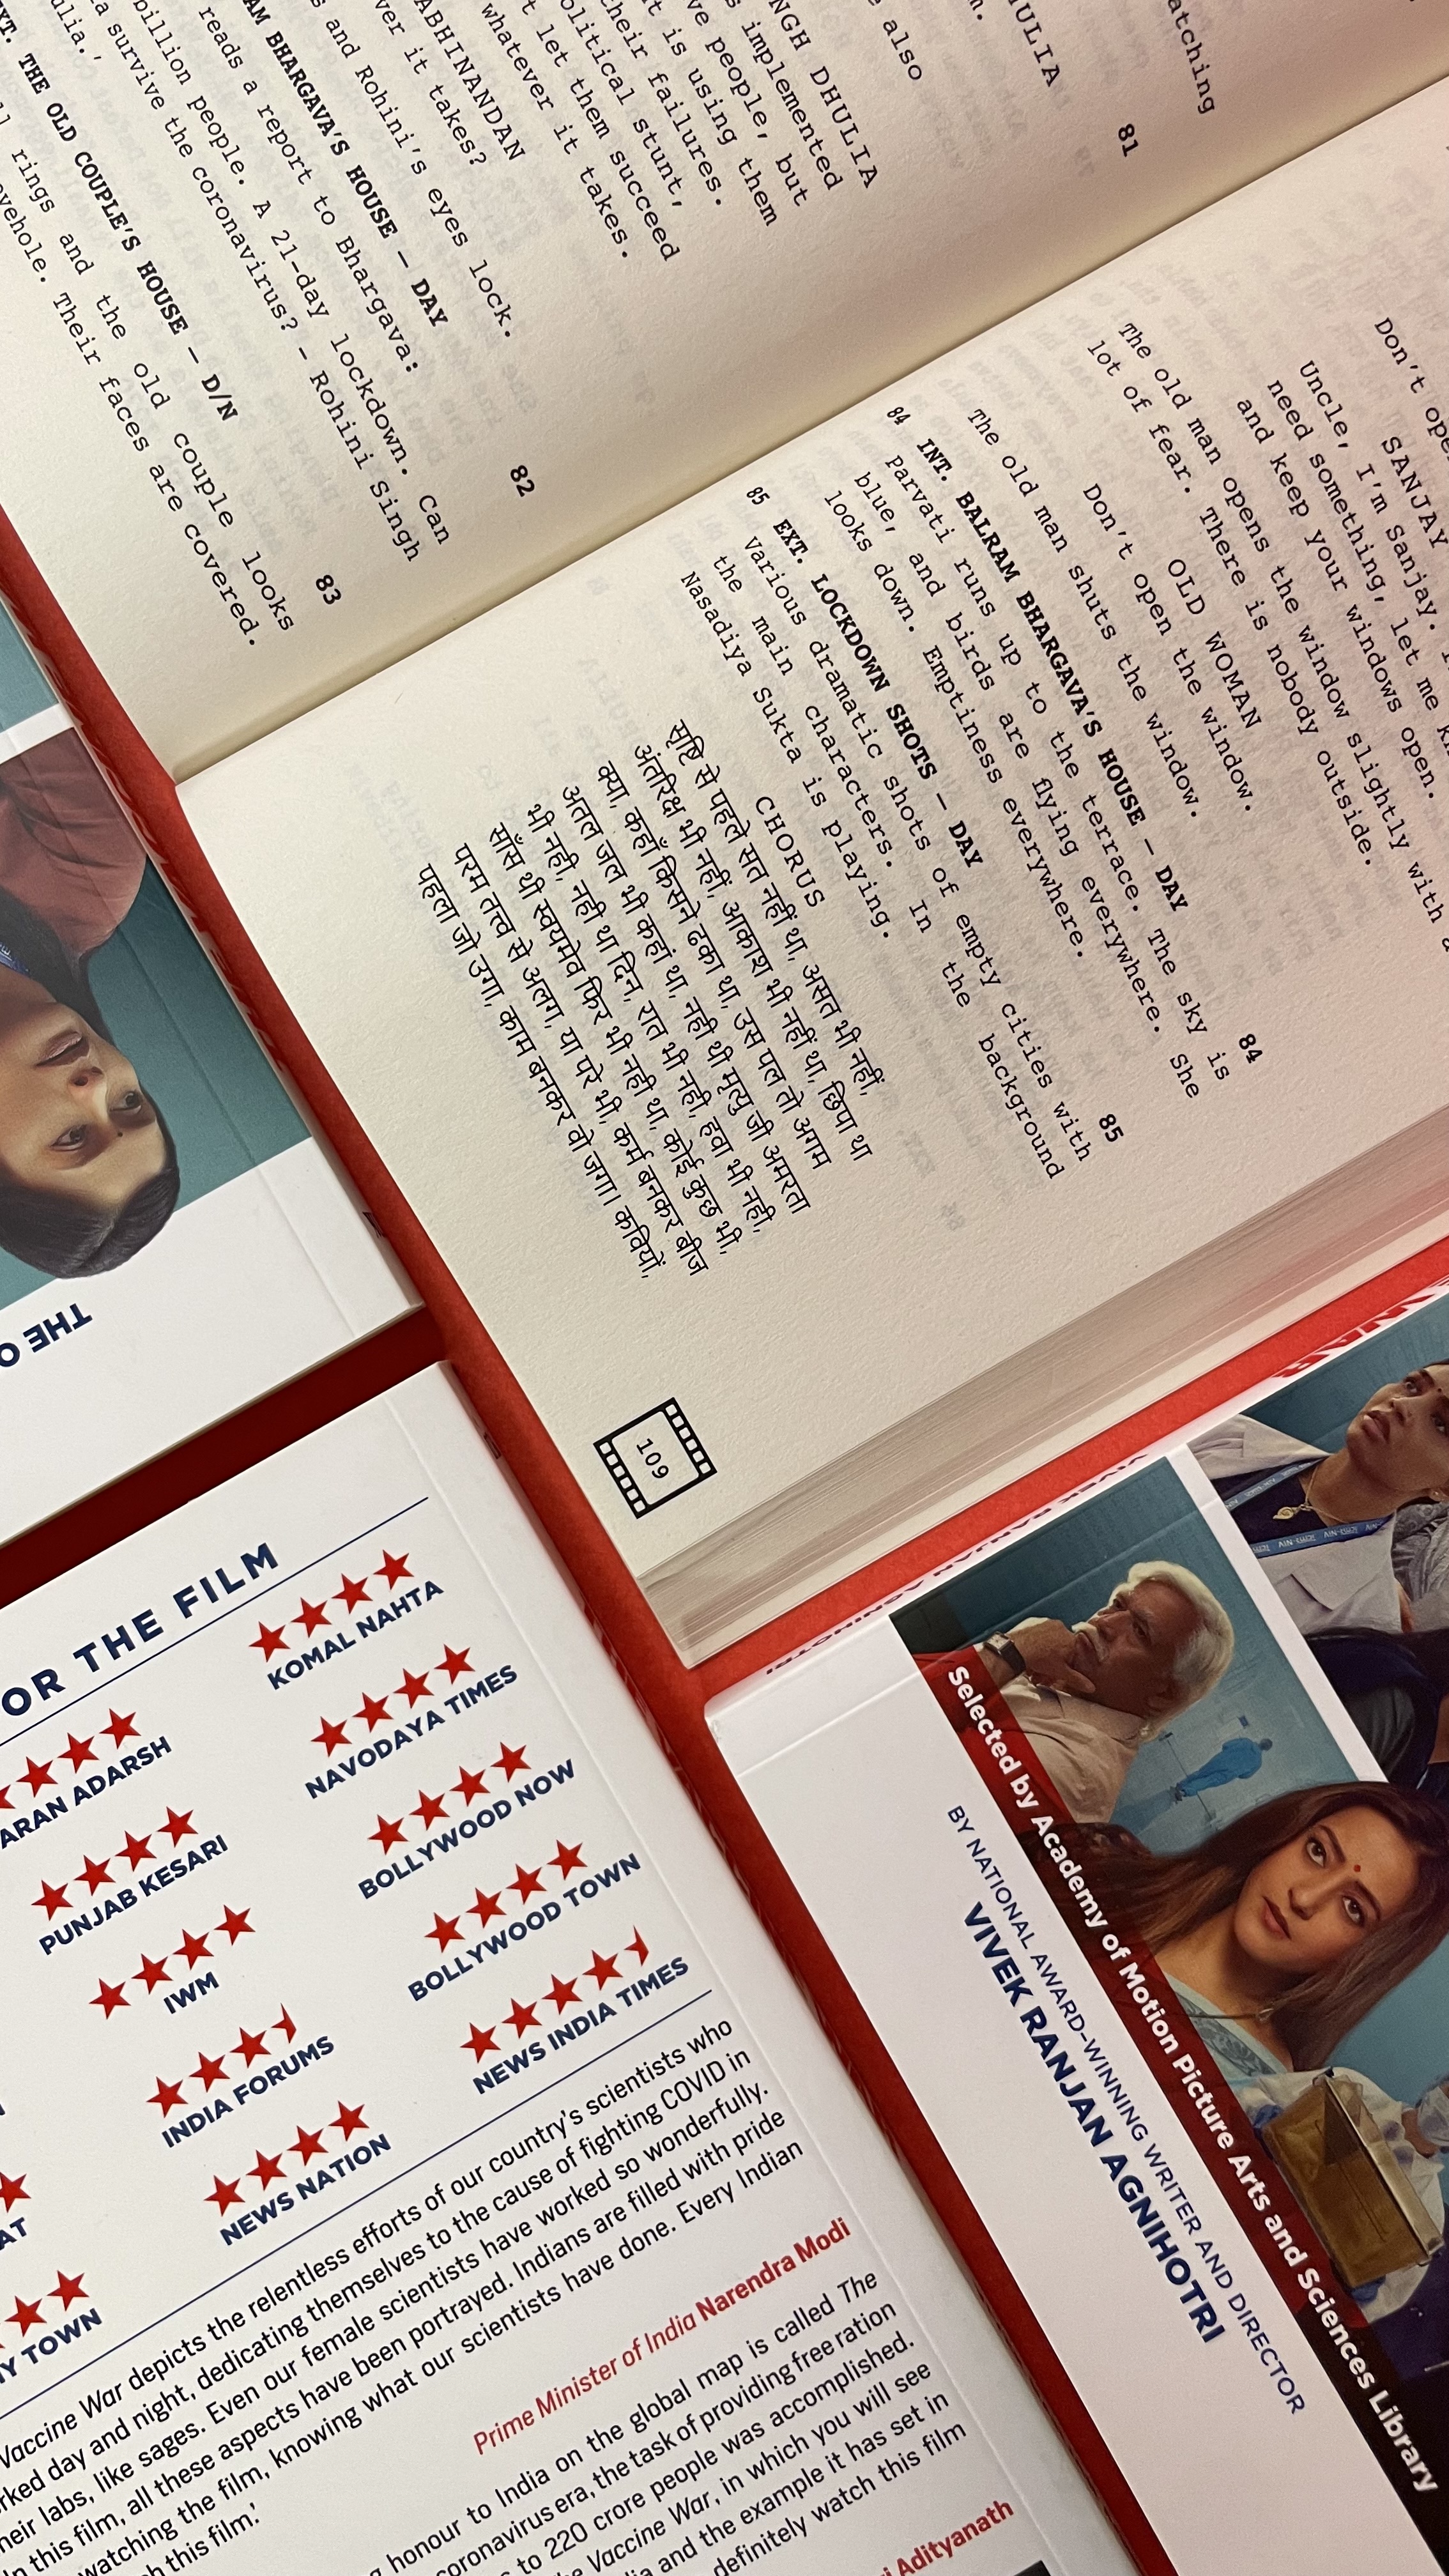 atching
81
HULIA
m.
e also
NGH DHULIA
s implemented
ve people, but
t is using them
their failures.
olitical stunt,
t let them succeed
whatever it takes.
ABHINANDAN
ver it takes?
s and Rohini's eyes lock.
82
AM BHARGAVA'S HOUSE — DAY
reads a report to Bhargava:
billion people. A 21-day lockdown. Can
a survive the coronavirus? – Rohini Singh
ulia.'
83
XT. THE OLD COUPLE'S HOUSE — D/N
ll rings and the old couple looks
eyehole. Their faces are covered.
Don't ope
SANJAY
Uncle, I'm Sanjay.
need something, let me k
and keep your windows open.
The old man opens the window slightly with a
lot of fear. There is nobody outside.
OLD WOMAN
Don't open the window.
The old man shuts the window.
84 INT. BALRAM BHARGAVA'S HOUSE — DAY 84
Parvati runs up to the terrace. The sky is
blue, and birds are flying everywhere. She
looks down. Emptiness everywhere.
85 EXT. LOCKDOWN SHOTS — DAY 85
Various dramatic shots of empty cities with
the main characters. In the background
Nasadiya Sukta is playing.
CHORUS
सृष्टि से पहले सत नहीं था, असत भी नहीं,
अंतरिक्ष भी नहीं, आकाश भी नहीं था, छिपा था
क्या, कहाँ किसने ढका था, उस पल तो अगम
अतल जल भी कहां था, नही थी मृत्यु जी अमरता
भी नही, नही था दिन, रात भी नही, हवा भी नही,
साँस थी स्वयमेव फिर भी नही था, कोई कुछ भी,
परम तत्त्व से अलग, या परे भी, कर्म बनकर बीज
पहला जो उगा, काम बनकर वो जगा। कवियों,
109
THE O
OR THE FILM
KOMAL NAHTA
ARAN ADARSH
NAVODAYA TIMES
PUNJAB KESARI
BOLLYWOOD NOW
IWM
BOLLYWOOD TOWN
INDIA FORUMS
NEWS INDIA TIMES
AT
NEWS NATION
Y TOWN
Vaccine War depicts the relentless efforts of our country's scientists who
rked day and night, dedicating themselves to the cause of fighting COVID in
heir labs, like sages. Even our female scientists have worked so wonderfully.
In this film, all these aspects have been portrayed. Indians are filled with pride
watching the film, knowing what our scientists have done. Every Indian
h this film.'
Prime Minister of India Narendra Modi
g honour to India on the global map is called The
coronavirus era, the task of providing free ration
s to 220 crore people was accomplished.
he Vaccine War, in which you will see
dia and the example it has set in
definitely watch this film
i Adityanath
VIVEK RANJAN AGNIHOTRI
Selected by Academy of Motion Picture Arts and Sciences Library
BY NATIONAL AWARD-WINNING WRITER AND DIRECTOR
VIVEK RANJAN AGNIHOTRI